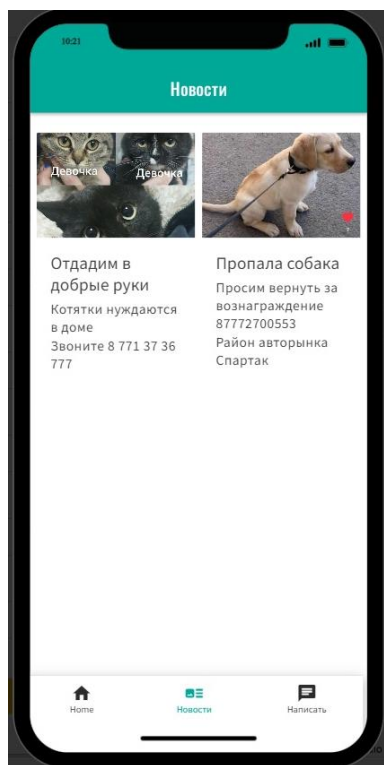 10:21
Новости
Девочка
Девочка
Отдадим в
добрые руки
Котятки нуждаются
в доме
Звоните 8 771 37 36
777
Пропала собака
Просим вернуть за
вознаграждение
87772700553
Район авторынка
Спартак
Home
Новости
Написать